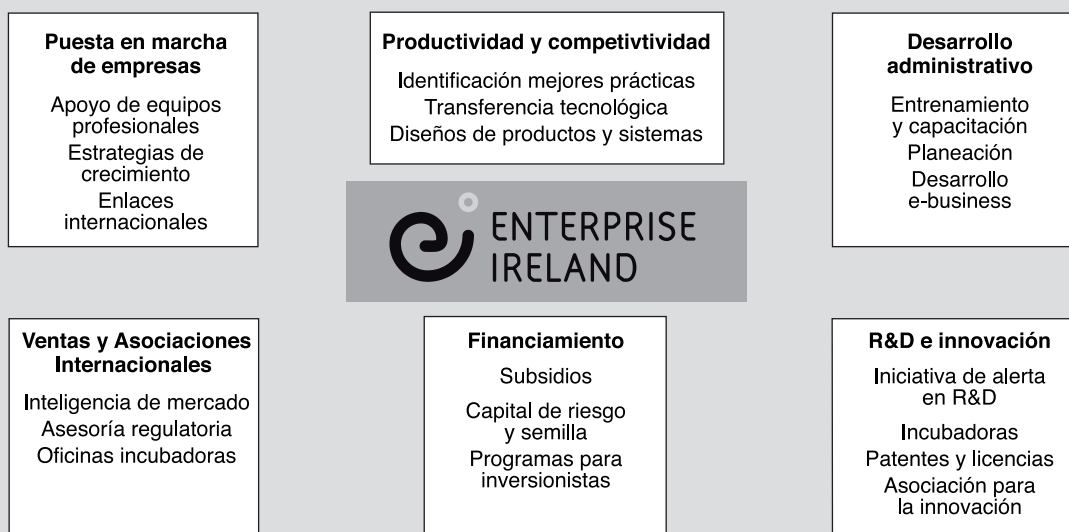 Puesta en marcha
de empresas
Apoyo de equipos
profesionales
Estrategias de
crecimiento
Enlaces
internacionales
Productividad y competivtividad
Identificación mejores prácticas
Transferencia tecnológica
Diseños de productos y sistemas
Desarrollo
administrativo
Entrenamiento
y capacitación
Planeación
Desarrollo
e-business
ENTERPRISE
IRELAND
Ventas y Asociaciones
Internacionales
Inteligencia de mercado
Asesoría regulatoria
Oficinas incubadoras
Financiamiento
Subsidios
Capital de riesgo
y semilla
Programas para
inversionistas
R&D e innovación
Iniciativa de alerta
en R&D
Incubadoras
Patentes y licencias
Asociación para
la innovación